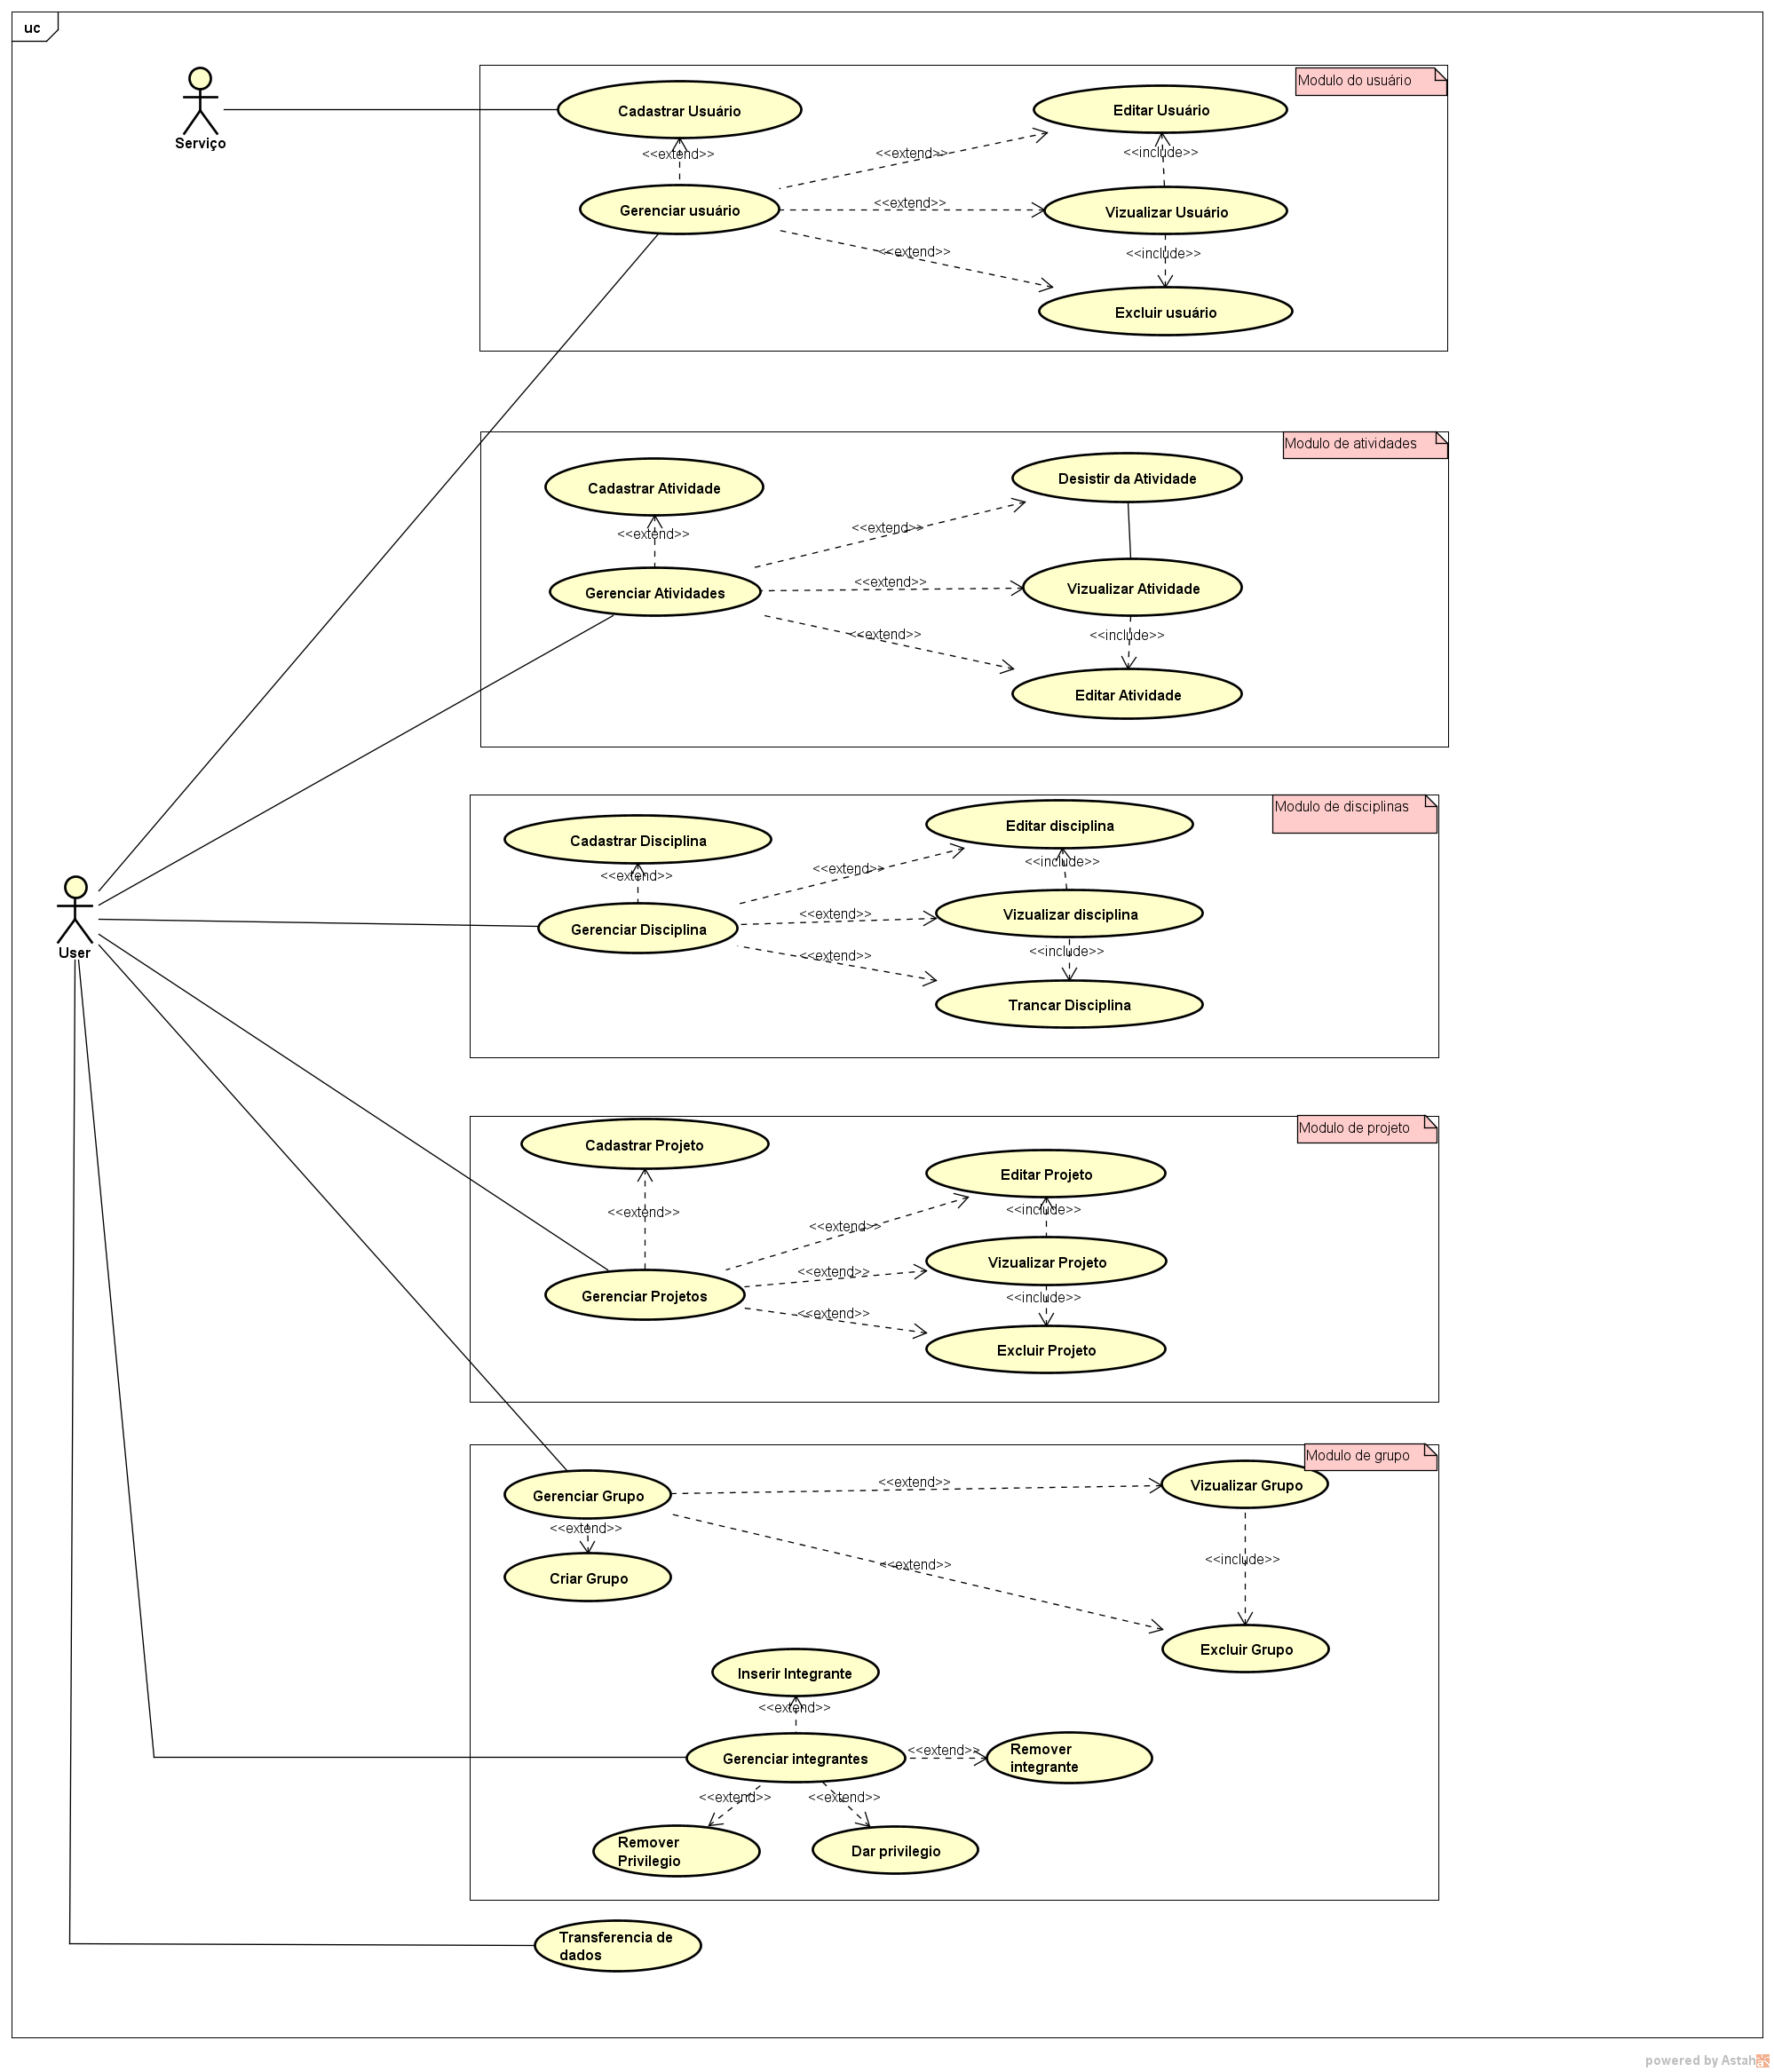 uc
Serviço
Modulo do usuário
Cadastrar Usuário
Editar Usuário
<<extend>>
<<extend>>
<<include>>
Gerenciar usuário
<<extend>>
Vizualizar Usuário
<<extend>>
<<include>>
Excluir usuário
Modulo de atividades
Cadastrar Atividade
Desistir da Atividade
<<extend>>
<<extend>>
Gerenciar Atividades
<<extend>>
Vizualizar Atividade
<<extend>>
<<include>>
Editar Atividade
Modulo de disciplinas
Cadastrar Disciplina
Editar disciplina
<<extend>>
<<extend>>
<<include>>
Gerenciar Disciplina
<<extend>>
Vizualizar disciplina
<<extend>>
<<include>>
Trancar Disciplina
User
Modulo de projeto
Cadastrar Projeto
Editar Projeto
<<extend>>
<<extend>>
<<include>>
Gerenciar Projetos
<<extend>>
Vizualizar Projeto
<<extend>>
<<include>>
Excluir Projeto
Modulo de grupo
Gerenciar Grupo
<<extend>>
Vizualizar Grupo
<<extend>>
Criar Grupo
<<extend>>
<<include>>
Excluir Grupo
Inserir Integrante
<<extend>>
Gerenciar integrantes
<<extend>>
Remover
integrante
<<extend>>
<<extend>>
Remover
Privilegio
Dar privilegio
Transferencia de
dados
powered by Astah